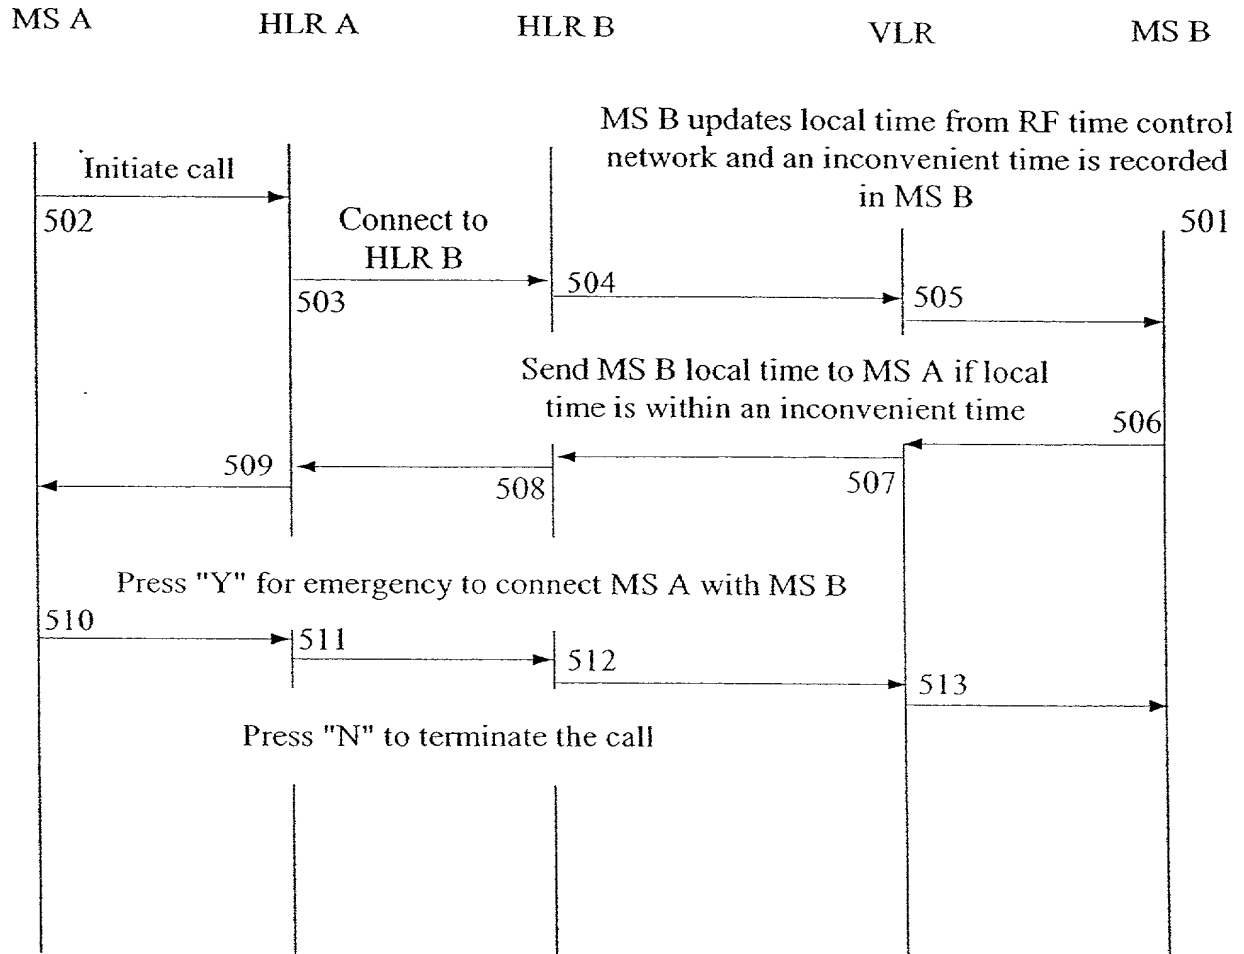 MS A HLR A HLR B VLR MS B
MS B updates local time from RF time control
network and an inconvenient time is recorded
in MS B
Initiate call
502
501
Connect to
HLR B
503
504
505
Send MS B local time to MS A if local
time is within an inconvenient time
506
509
508
507
Press "Y" for emergency to connect MS A with MS B
510
511
512
513
Press "N" to terminate the call